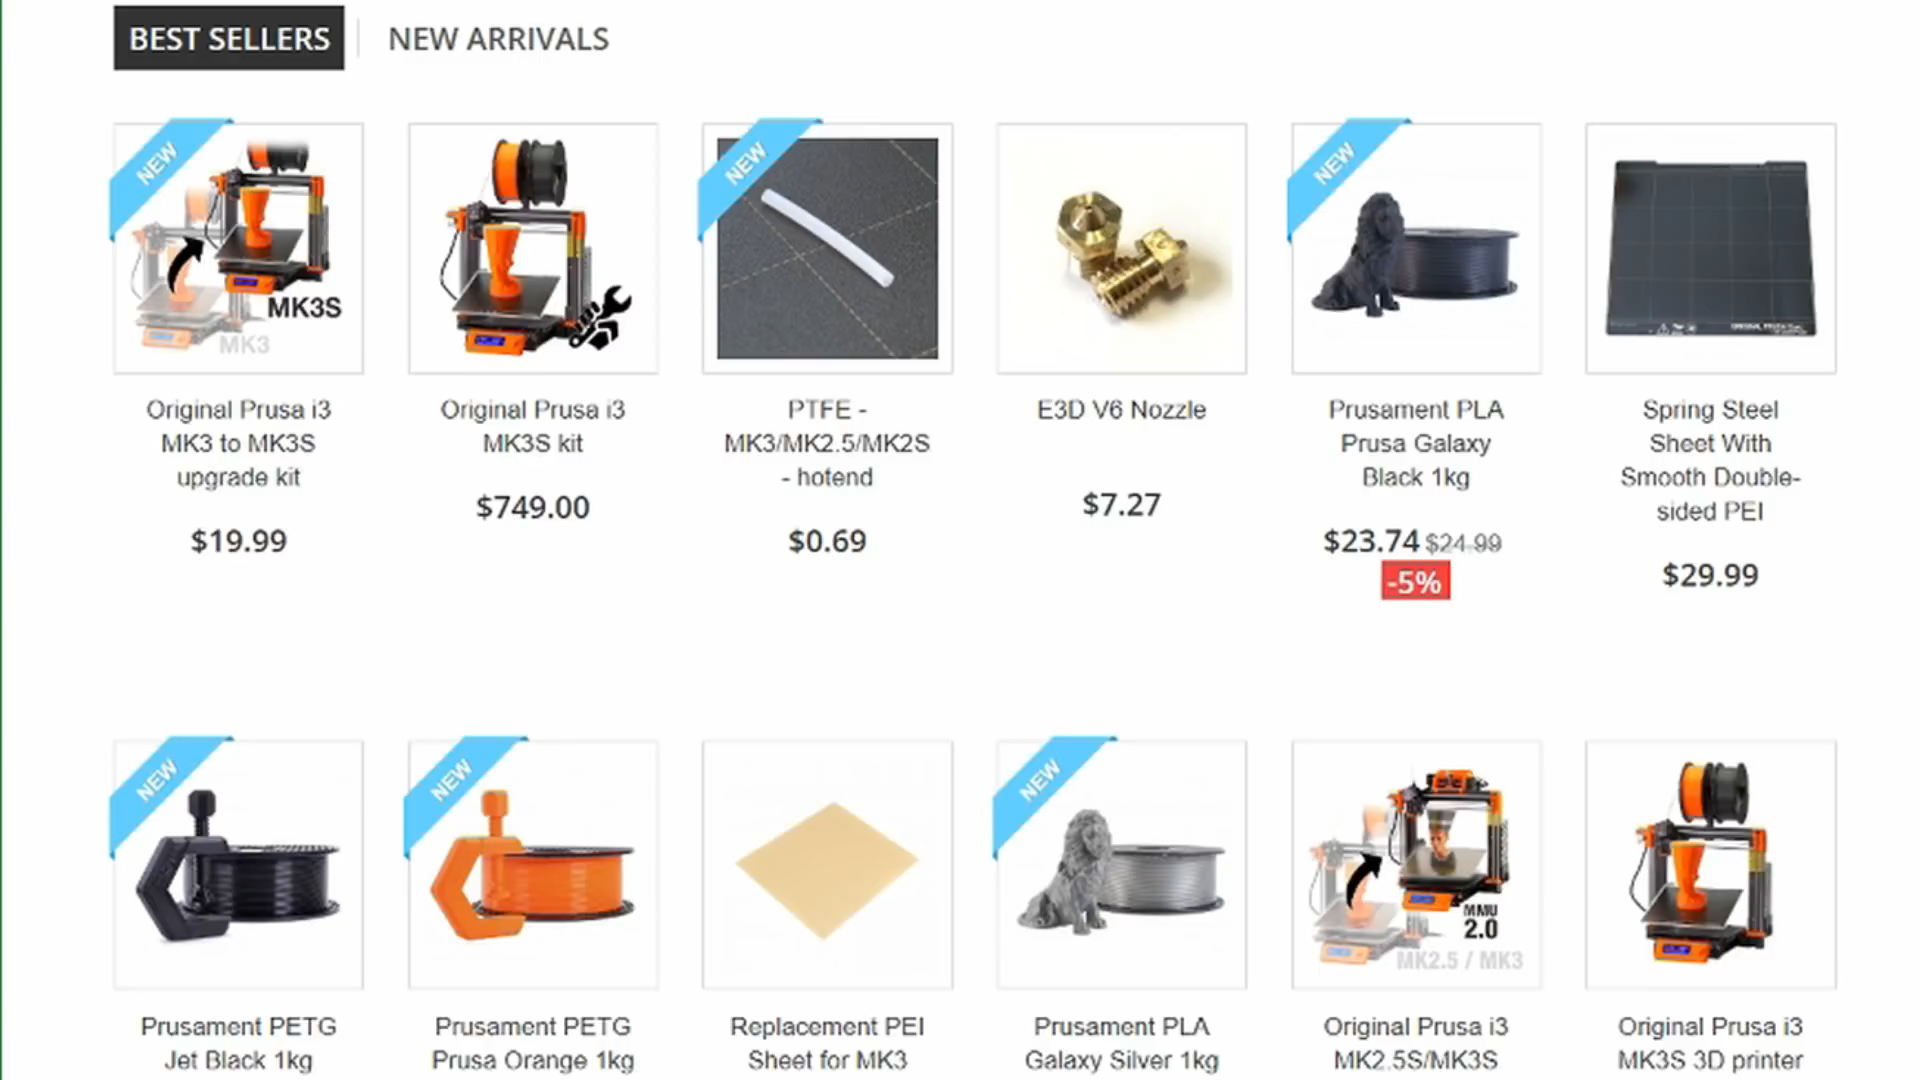 BEST SELLERS
NEW ARRIVALS
NEW
MK3S
MK3
NEW
NEW
Original Prusa i3
MK3 to MK3S
upgrade kit
$19.99
Original Prusa i3
MK3S kit
$749.00
PTFE -
MK3/MK2.5/MK2S
- hotend
$0.69
E3D V6 Nozzle
$7.27
Prusament PLA
Prusa Galaxy
Black 1kg
$23.74 $24.99
-5%
Spring Steel
Sheet With
Smooth Double-
sided PEI
$29.99
NEW
NEW
NEW
MMU
2.0
MK2.5 / MK3
Prusament PETG
Jet Black 1kg
Prusament PETG
Prusa Orange 1kg
Replacement PEI
Sheet for MK3
Prusament PLA
Galaxy Silver 1kg
Original Prusa i3
MK2.5S/MK3S
Original Prusa i3
MK3S 3D printer